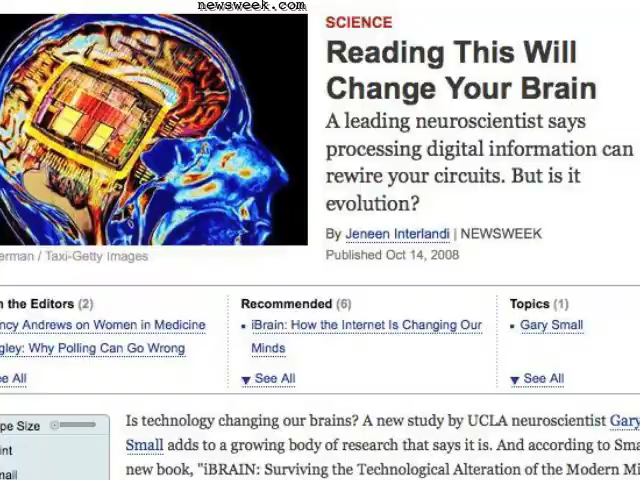 newsweek.com
SCIENCE
Reading This Will
Change Your Brain
A leading neuroscientist says
processing digital information can
rewire your circuits. But is it
evolution?
By Jeneen Interlandi | NEWSWEEK
Published Oct 14, 2008
erman / Taxi-Getty Images
the Editors (2)
ncy Andrews on Women in Medicine
gley: Why Polling Can Go Wrong
See All
Recommended (6)
iBrain: How the Internet Is Changing Our
Minds
See All
Topics (1)
Gary Small
See All
pe Size
int
mail
Is technology changing our brains? A new study by UCLA neuroscientist Gary
Small adds to a growing body of research that says it is. And according to Sma
new book, "iBRAIN: Surviving the Technological Alteration of the Modern Mi